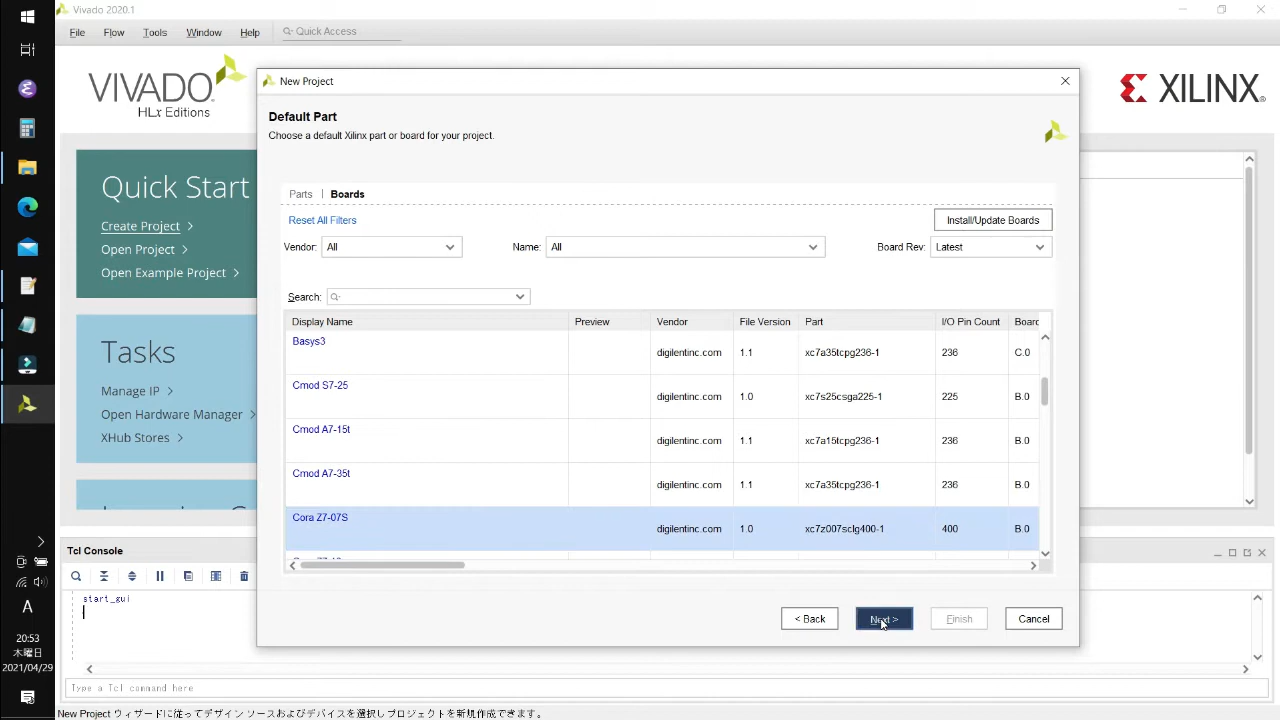 Vivado 2020.1
File Flow Tools Window Help Quick Access
VIVADO
HLx Editions
XILINX
Quick Start
Create Project >
Open Project >
Open Example Project >
Tasks
Manage IP >
Open Hardware Manager >
XHub Stores >
New Project
Default Part
Choose a default Xilinx part or board for your project.
Parts | Boards
Reset All Filters
Install/Update Boards
Vendor: All Name: All Board Rev: Latest
Search:
Display Name Preview Vendor File Version Part I/O Pin Count Board
Basys3 digilentinc.com 1.1 xc7a35tcpg236-1 236 C.0
Cmod S7-25 digilentinc.com 1.0 xc7s25csga225-1 225 B.0
Cmod A7-15t digilentinc.com 1.1 xc7a15tcpg236-1 236 B.0
Cmod A7-35t digilentinc.com 1.1 xc7a35tcpg236-1 236 B.0
Cora Z7-07S digilentinc.com 1.0 xc7z007sclg400-1 400 B.0
< Back Next > Finish Cancel
Tcl Console
start_gui
Type a Tcl command here
New Project ウィザードに従ってデザイン ソースおよびデバイスを選択しプロジェクトを新規作成できます。
A
20:53
木曜日
2021/04/29